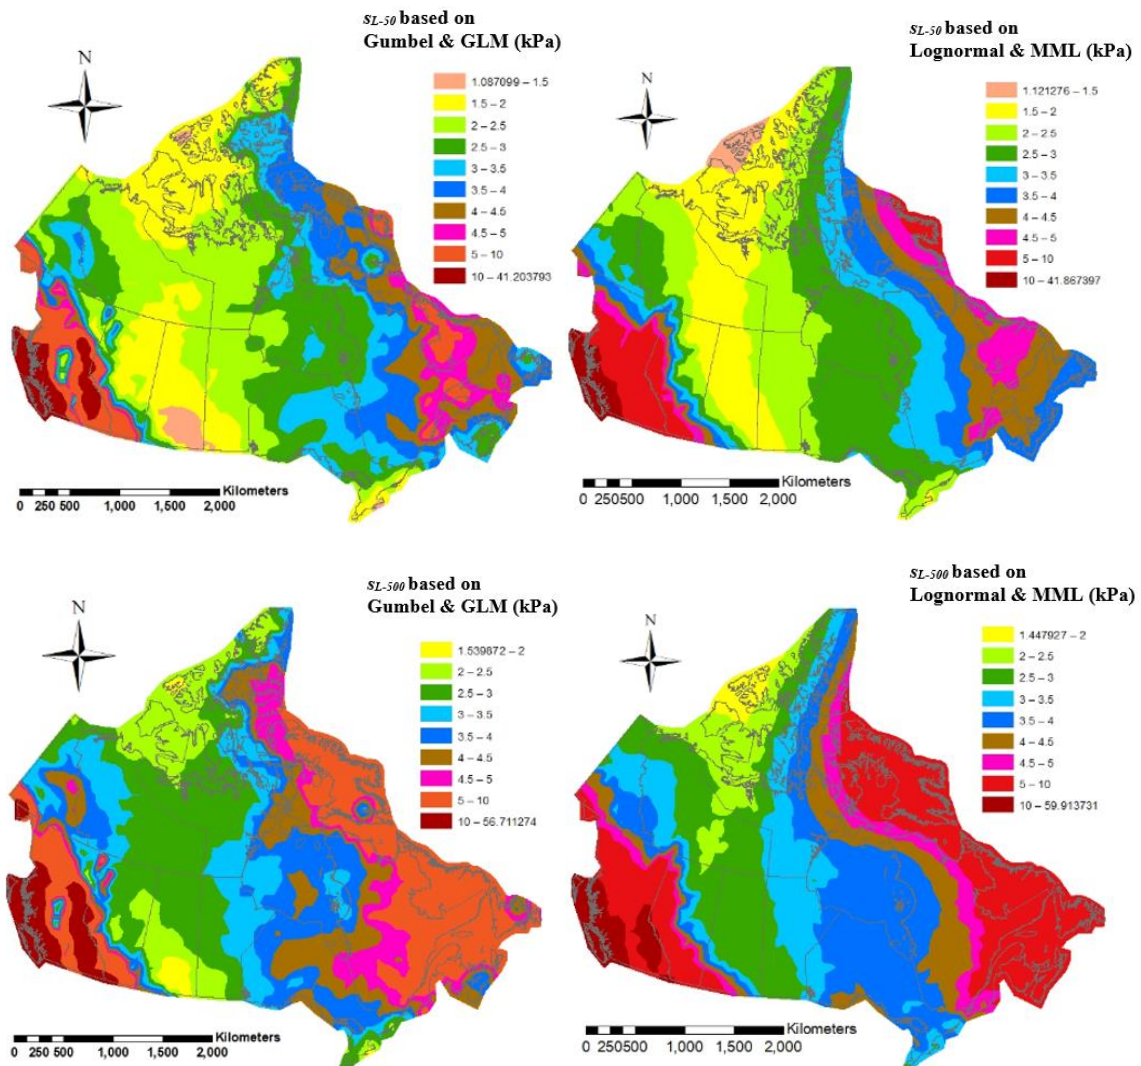 s_L-50 based on
Gumbel & GLM (kPa)
N
1.087099 – 1.5
1.5 – 2
2 – 2.5
2.5 – 3
3 – 3.5
3.5 – 4
4 – 4.5
4.5 – 5
5 – 10
10 – 41.203793
Kilometers
0 250 500 1,000 1,500 2,000
s_L-50 based on
Lognormal & MML (kPa)
N
1.121276 – 1.5
1.5 – 2
2 – 2.5
2.5 – 3
3 – 3.5
3.5 – 4
4 – 4.5
4.5 – 5
5 – 10
10 – 41.867397
Kilometers
0 250500 1,000 1,500 2,000
s_L-500 based on
Gumbel & GLM (kPa)
N
1.539872 – 2
2 – 2.5
2.5 – 3
3 – 3.5
3.5 – 4
4 – 4.5
4.5 – 5
5 – 10
10 – 56.711274
Kilometers
0 250 500 1,000 1,500 2,000
s_L-500 based on
Lognormal & MML (kPa)
N
1.447927 – 2
2 – 2.5
2.5 – 3
3 – 3.5
3.5 – 4
4 – 4.5
4.5 – 5
5 – 10
10 – 59.913731
Kilometers
0 250500 1,000 1,500 2,000